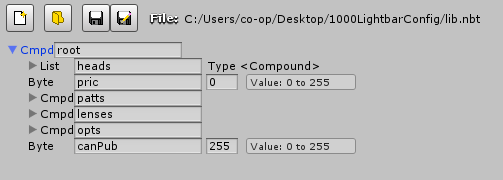 File: C:/Users/co-op/Desktop/1000LightbarConfig/lib.nbt
Cmpd root
List heads Type <Compound>
Byte pric 0 Value: 0 to 255
Cmpd patts
Cmpd lenses
Cmpd opts
Byte canPub 255 Value: 0 to 255